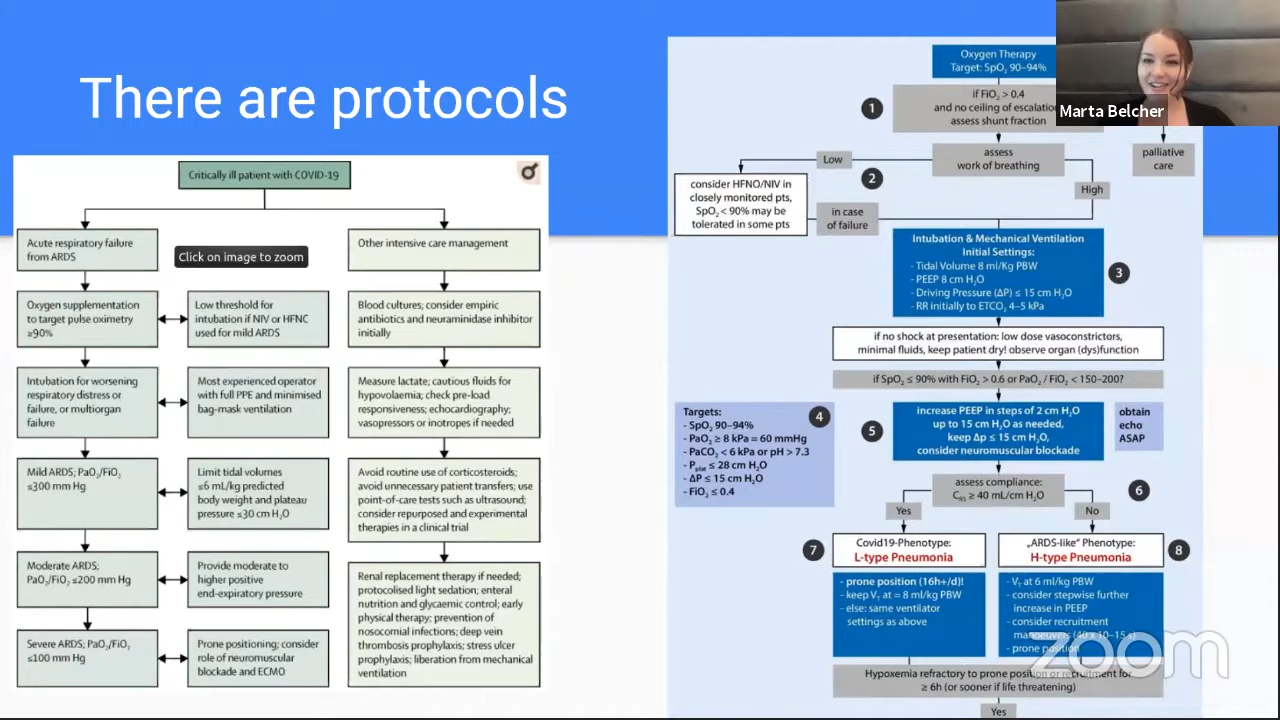 There are protocols
Critically ill patient with COVID-19
Acute respiratory failure
from ARDS
Click on image to zoom
Other intensive care management
Oxygen supplementation
to target pulse oximetry
≥90%
Low threshold for
intubation if NIV or HFNC
used for mild ARDS
Blood cultures; consider empiric
antibiotics and neuraminidase inhibitor
initially
Intubation for worsening
respiratory distress or
failure, or multiorgan
failure
Most experienced operator
with full PPE and minimised
bag-mask ventilation
Measure lactate; cautious fluids for
hypovolaemia; check pre-load
responsiveness; echocardiography;
vasopressors or inotropes if needed
Mild ARDS; PaO₂/FiO₂
≤300 mm Hg
Limit tidal volumes
≤6 mL/kg predicted
body weight and plateau
pressure ≤30 cm H₂O
Avoid routine use of corticosteroids;
avoid unnecessary patient transfers; use
point-of-care tests such as ultrasound;
consider repurposed and experimental
therapies in a clinical trial
Moderate ARDS;
PaO₂/FiO₂ ≤200 mm Hg
Provide moderate to
higher positive
end-expiratory pressure
Renal replacement therapy if needed;
protocolised light sedation; enteral
nutrition and glycaemic control; early
physical therapy; prevention of
nosocomial infections; deep vein
thrombosis prophylaxis; stress ulcer
prophylaxis; liberation from mechanical
ventilation
Severe ARDS; PaO₂/FiO₂
≤100 mm Hg
Prone positioning; consider
role of neuromuscular
blockade and ECMO
Oxygen Therapy
Target: SpO₂ 90–94%
1
if FiO₂ > 0.4
and no ceiling of escalation
assess shunt fraction
Marta Belcher
Low
assess
work of breathing
palliative
care
2
High
consider HFNO/NIV in
closely monitored pts,
SpO₂ < 90% may be
tolerated in some pts
in case
of failure
Intubation & Mechanical Ventilation
Initial Settings:
- Tidal Volume 8 ml/Kg PBW
- PEEP 8 cm H₂O
- Driving Pressure (ΔP) ≤ 15 cm H₂O
- RR initially to ETCO₂ 4–5 kPa
3
if no shock at presentation: low dose vasoconstrictors,
minimal fluids, keep patient dry! observe organ (dys)function
if SpO₂ ≤ 90% with FiO₂ > 0.6 or PaO₂ / FiO₂ < 150–200?
Targets:
- SpO₂ 90–94%
- PaO₂ ≥ 8 kPa = 60 mmHg
- PaCO₂ < 6 kPa or pH > 7.3
- Pplat ≤ 28 cm H₂O
- ΔP ≤ 15 cm H₂O
- FiO₂ ≤ 0.4
4
5
increase PEEP in steps of 2 cm H₂O
up to 15 cm H₂O as needed,
keep Δp ≤ 15 cm H₂O,
consider neuromuscular blockade
obtain
echo
ASAP
assess compliance:
CRS ≥ 40 mL/cm H₂O
6
Yes
No
7
Covid19-Phenotype:
L-type Pneumonia
„ARDS-like“ Phenotype:
H-type Pneumonia
8
- prone position (16h+/d)!
- keep VT at ≈ 8 ml/kg PBW
- else: same ventilator
settings as above
- VT at 6 ml/kg PBW
- consider stepwise further
increase in PEEP
- consider recruitment
maneuvers (40 x 10–15 s)
- prone position
zoom
Hypoxemia refractory to prone position or recruitment for
≥ 6h (or sooner if life threatening)
Yes